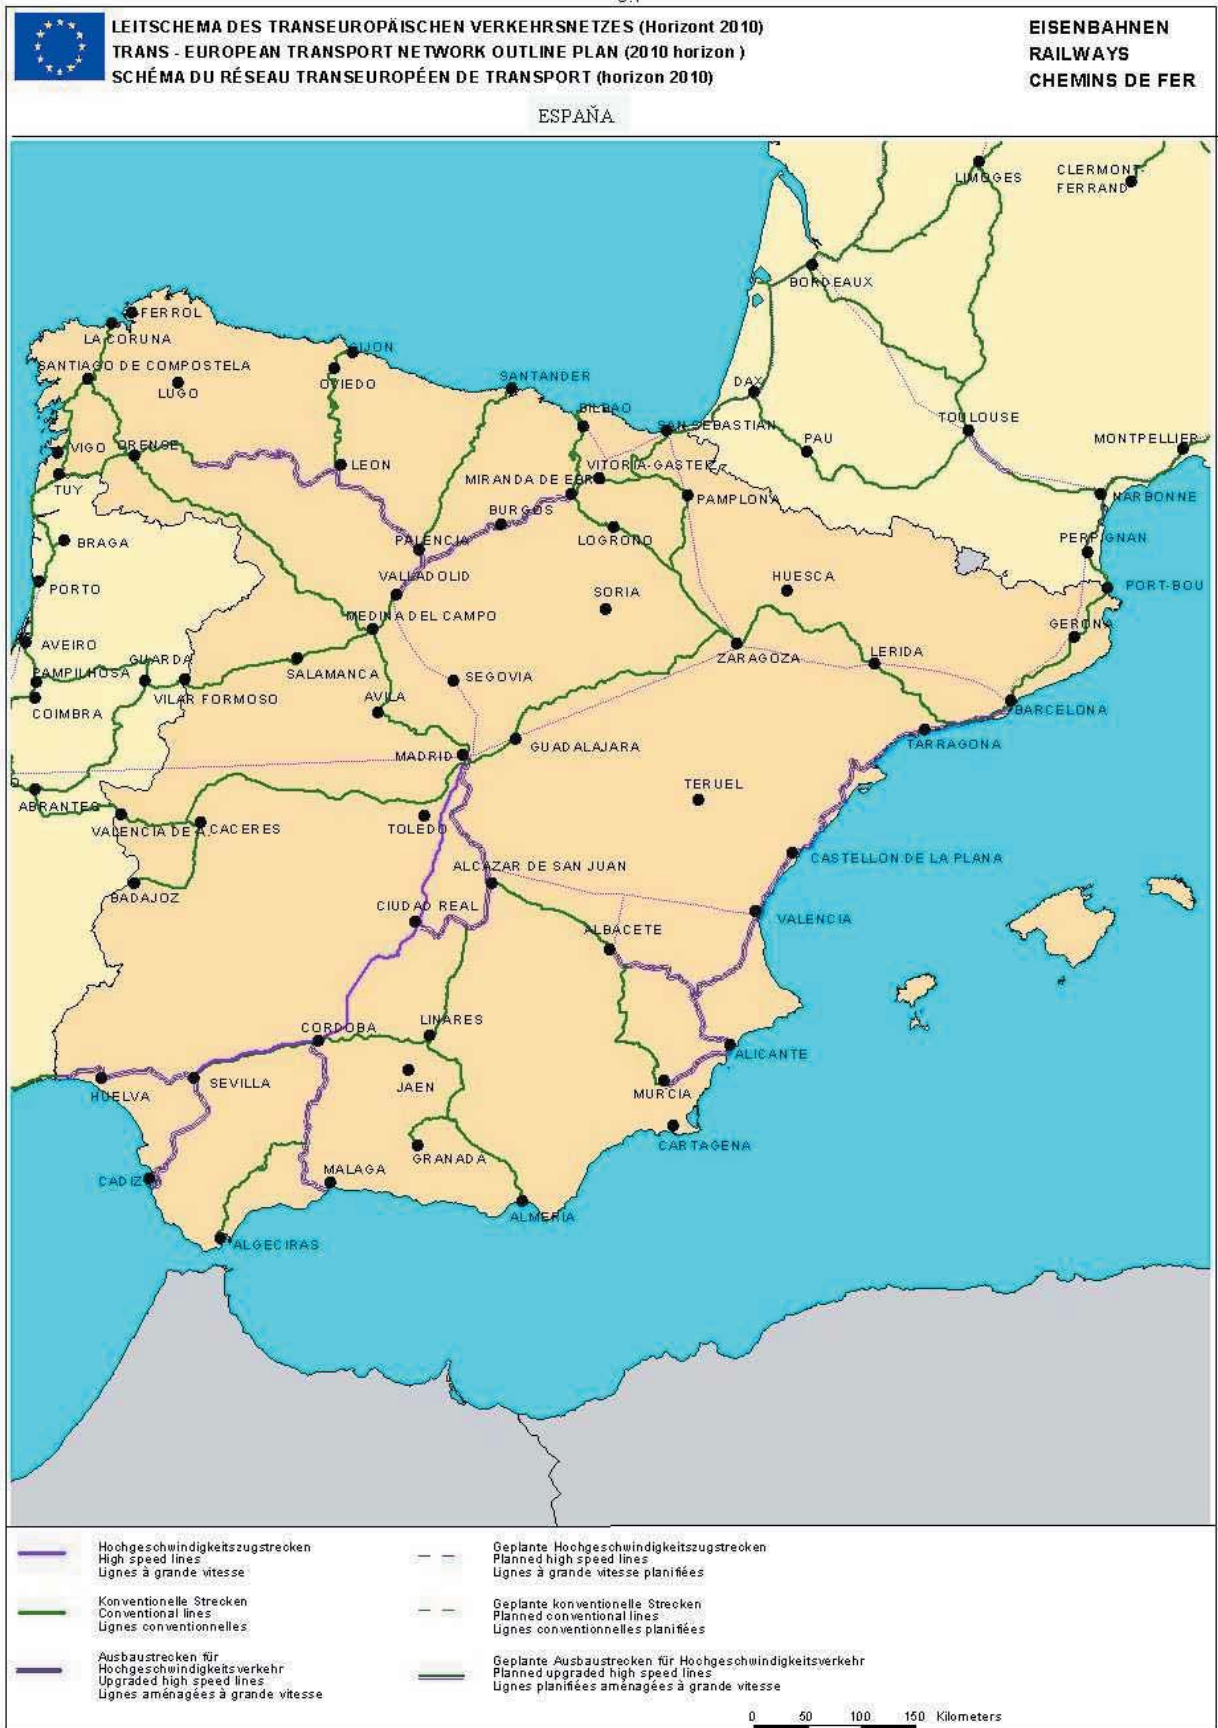 LEITSCHEMA DES TRANSEUROPÄISCHEN VERKEHRSNETZES (Horizont 2010)
TRANS - EUROPEAN TRANSPORT NETWORK OUTLINE PLAN (2010 horizon )
SCHÉMA DU RÉSEAU TRANSEUROPÉEN DE TRANSPORT (horizon 2010)
EISENBAHNEN
RAILWAYS
CHEMINS DE FER
ESPAÑA
LIMOGES
CLERMONT-
FERRAND
BORDEAUX
FERROL
LA CORUNA
GIJON
SANTIAGO DE COMPOSTELA
LUGO
OVIEDO
SANTANDER
DAX
BILBAO
SAN SEBASTIAN
TOULOUSE
PAU
MONTPELLIER
VIGO
ORENSE
LEON
VITORIA-GASTEIZ
MIRANDA DE EBRO
TUY
PAMPLONA
NARBONNE
BURGOS
BRAGA
PALENCIA
LOGRONO
PERPIGNAN
VALLADOLID
HUESCA
PORTO
SORIA
PORT-BOU
MEDINA DEL CAMPO
GERONA
AVEIRO
GUARDA
ZARAGOZA
LERIDA
PAMPILHOSA
SALAMANCA
SEGOVIA
COIMBRA
VILAR FORMOSO
AVILA
BARCELONA
MADRID
GUADALAJARA
TARRAGONA
TERUEL
ABRANTES
VALENCIA DE A.
CACERES
TOLEDO
ALCAZAR DE SAN JUAN
CASTELLON DE LA PLANA
BADAJOZ
CIUDAD REAL
VALENCIA
ALBACETE
CORDOBA
LINARES
ALICANTE
HUELVA
SEVILLA
JAEN
MURCIA
CARTAGENA
GRANADA
CADIZ
MALAGA
ALMERIA
ALGECIRAS
Hochgeschwindigkeitszugstrecken
High speed lines
Lignes à grande vitesse
Konventionelle Strecken
Conventional lines
Lignes conventionnelles
Ausbaustrecken für
Hochgeschwindigkeitsverkehr
Upgraded high speed lines
Lignes aménagées à grande vitesse
Geplante Hochgeschwindigkeitszugstrecken
Planned high speed lines
Lignes à grande vitesse planifiées
Geplante konventionelle Strecken
Planned conventional lines
Lignes conventionnelles planifiées
Geplante Ausbaustrecken für Hochgeschwindigkeitsverkehr
Planned upgraded high speed lines
Lignes planifiées aménagées à grande vitesse
0 50 100 150 Kilometers